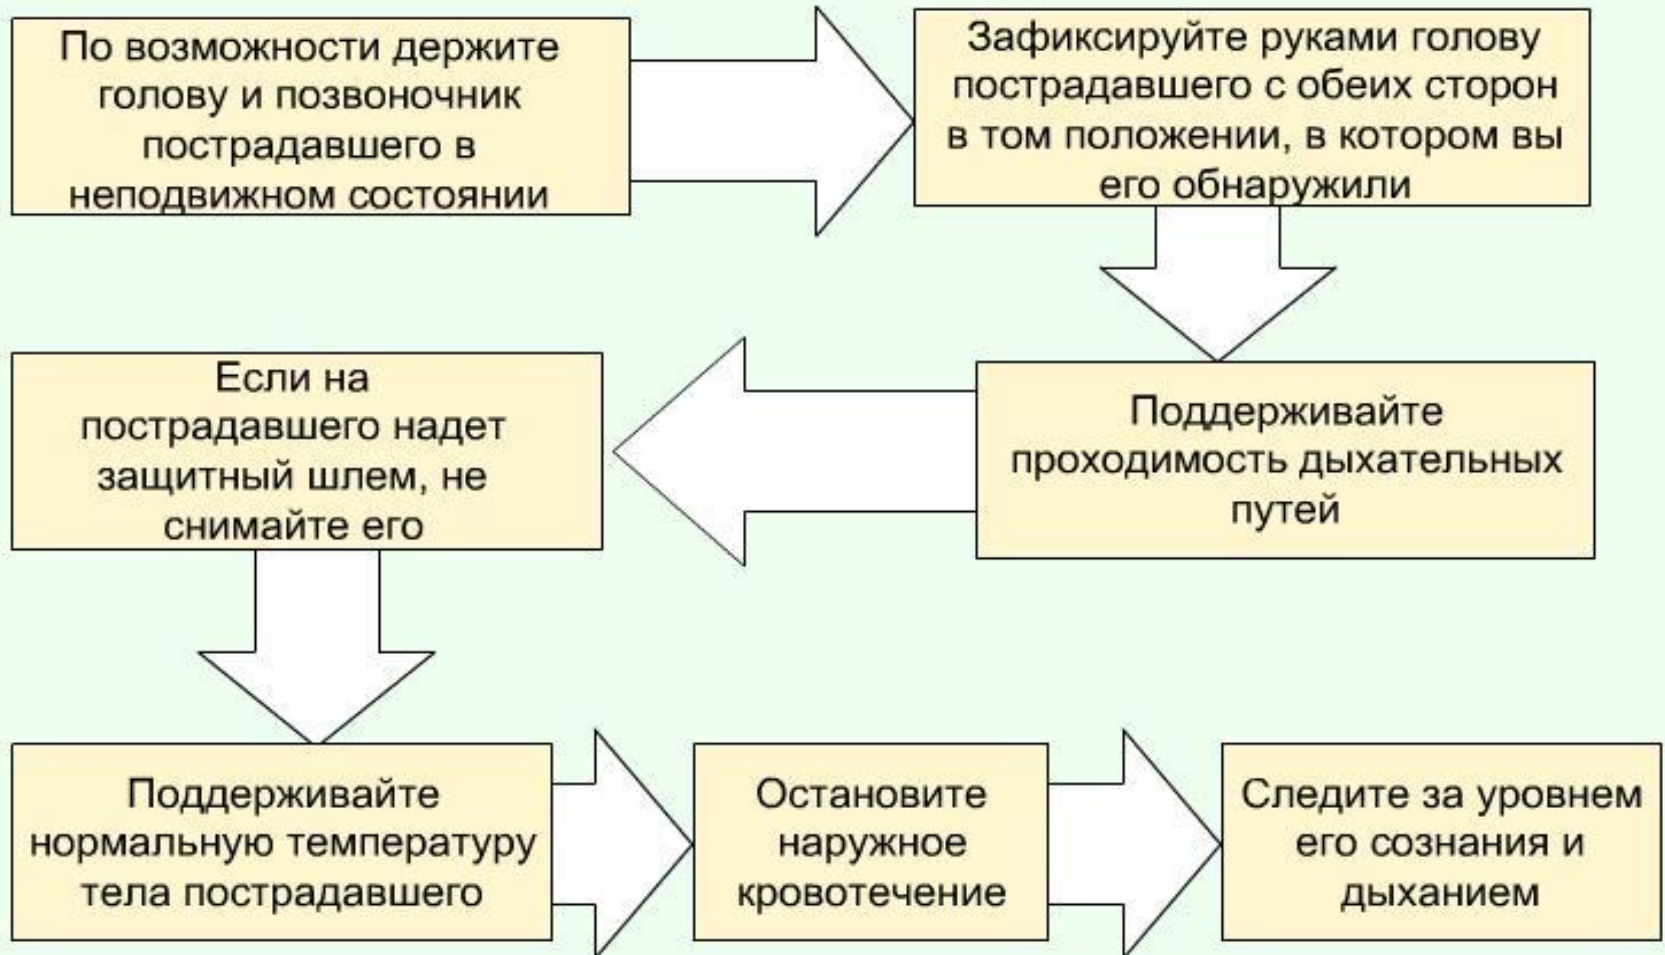 По возможности держите
голову и позвоночник
пострадавшего в
неподвижном состоянии
Зафиксируйте руками голову
пострадавшего с обеих сторон
в том положении, в котором вы
его обнаружили
Поддерживайте
проходимость дыхательных
путей
Если на
пострадавшего надет
защитный шлем, не
снимайте его
Поддерживайте
нормальную температуру
тела пострадавшего
Остановите
наружное
кровотечение
Следите за уровнем
его сознания и
дыханием